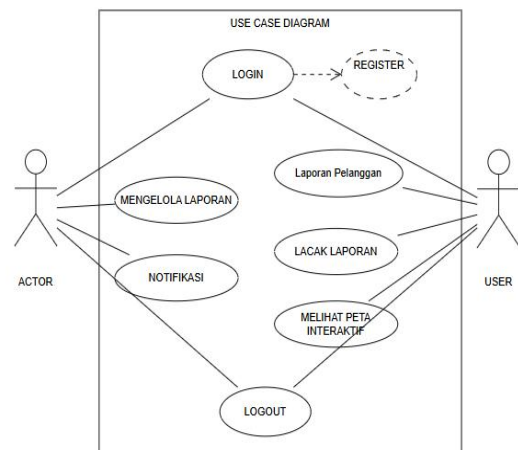 USE CASE DIAGRAM
LOGIN
REGISTER
Laporan Pelanggan
MENGELOLA LAPORAN
LACAK LAPORAN
NOTIFIKASI
ACTOR
USER
MELIHAT PETA
INTERAKTIF
LOGOUT